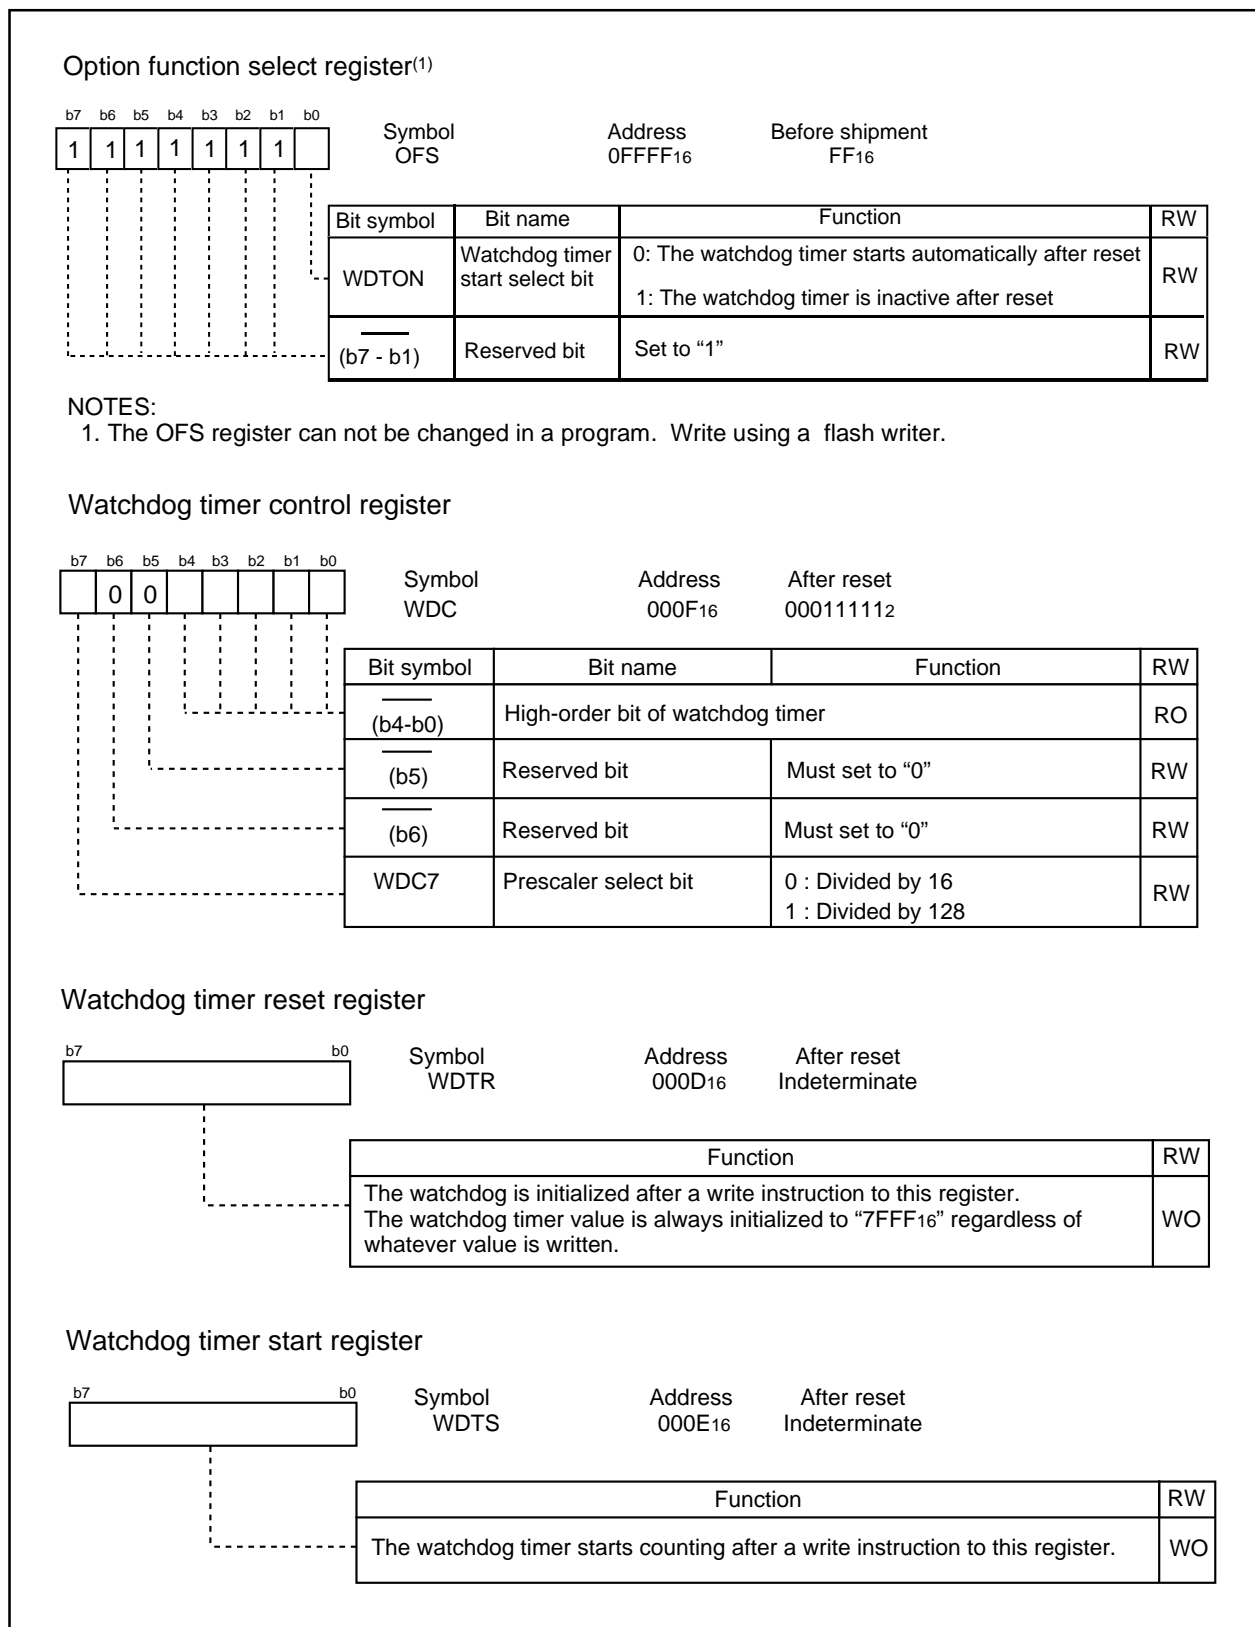 Option function select register(1)
b7 b6 b5 b4 b3 b2 b1 b0
1 1 1 1 1 1 1
Symbol Address Before shipment
OFS 0FFFF16 FF16
Bit symbol Bit name Function RW
WDTON Watchdog timer start select bit 0: The watchdog timer starts automatically after reset RW
1: The watchdog timer is inactive after reset
(b7 - b1) Reserved bit Set to “1” RW
NOTES:
1. The OFS register can not be changed in a program. Write using a flash writer.
Watchdog timer control register
b7 b6 b5 b4 b3 b2 b1 b0
0 0
Symbol Address After reset
WDC 000F16 000111112
Bit symbol Bit name Function RW
(b4-b0) High-order bit of watchdog timer RO
(b5) Reserved bit Must set to “0” RW
(b6) Reserved bit Must set to “0” RW
WDC7 Prescaler select bit 0 : Divided by 16 RW
1 : Divided by 128
Watchdog timer reset register
b7 b0
Symbol Address After reset
WDTR 000D16 Indeterminate
Function RW
The watchdog is initialized after a write instruction to this register.
The watchdog timer value is always initialized to “7FFF16” regardless of WO
whatever value is written.
Watchdog timer start register
b7 b0
Symbol Address After reset
WDTS 000E16 Indeterminate
Function RW
The watchdog timer starts counting after a write instruction to this register. WO